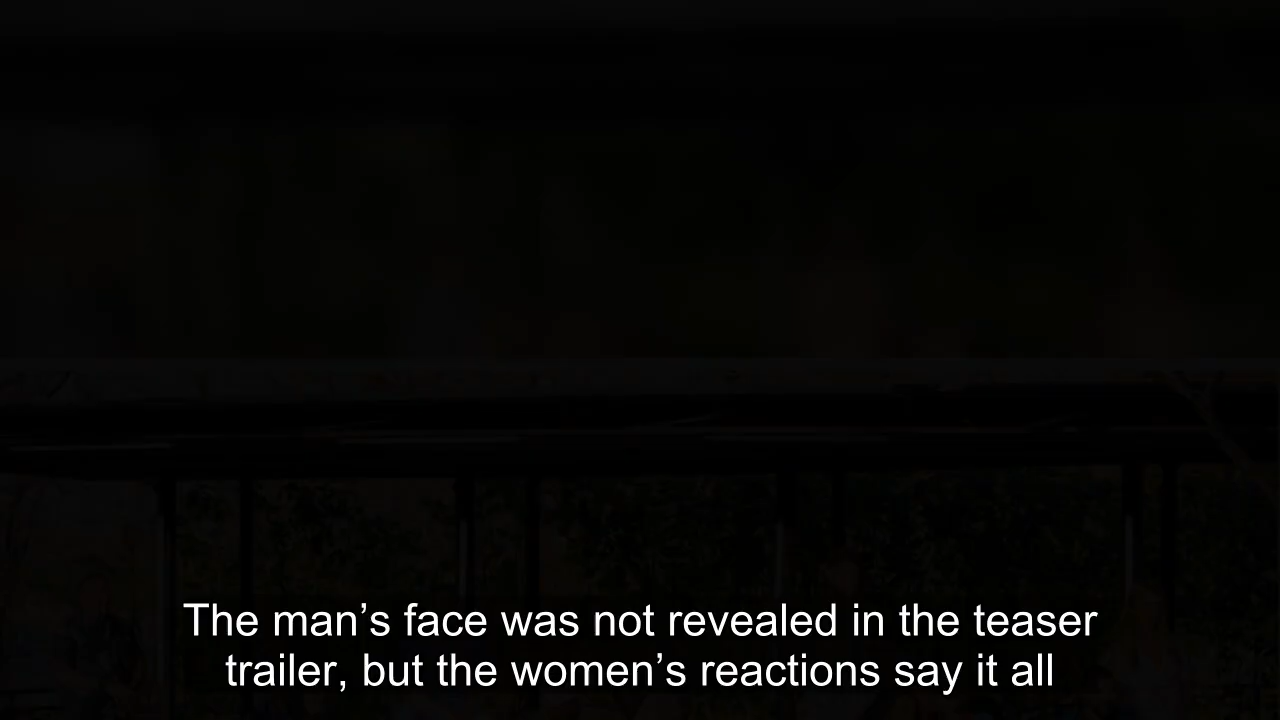 The man’s face was not revealed in the teaser
trailer, but the women’s reactions say it all